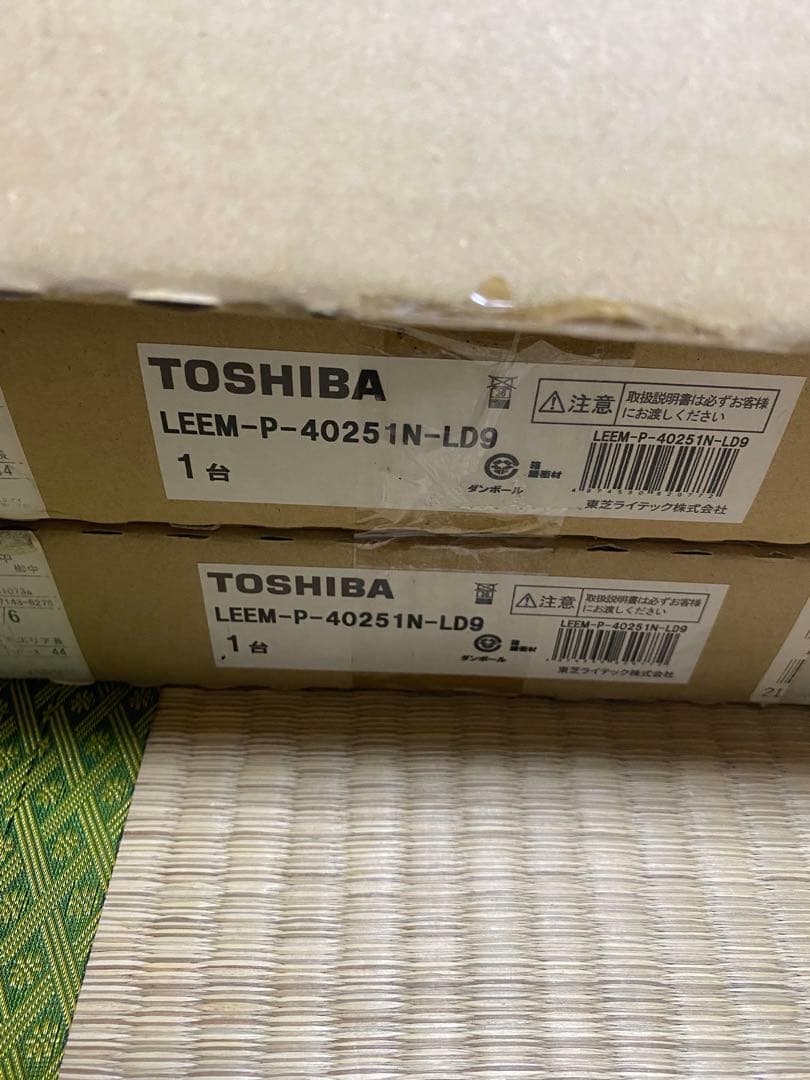 TOSHIBA
LEEM-P-40251N-LD9
1台
ダンボール
⚠注意
取扱説明書は必ずお客様
にお渡しください
LEEM-P-40251N-LD9
東芝ライテック株式会社
TOSHIBA
LEEM-P-40251N-LD9
1台
ダンボール
⚠注意
取扱説明書は必ずお客様
にお渡しください
LEEM-P-40251N-LD9
東芝ライテック株式会社
御中
44
21